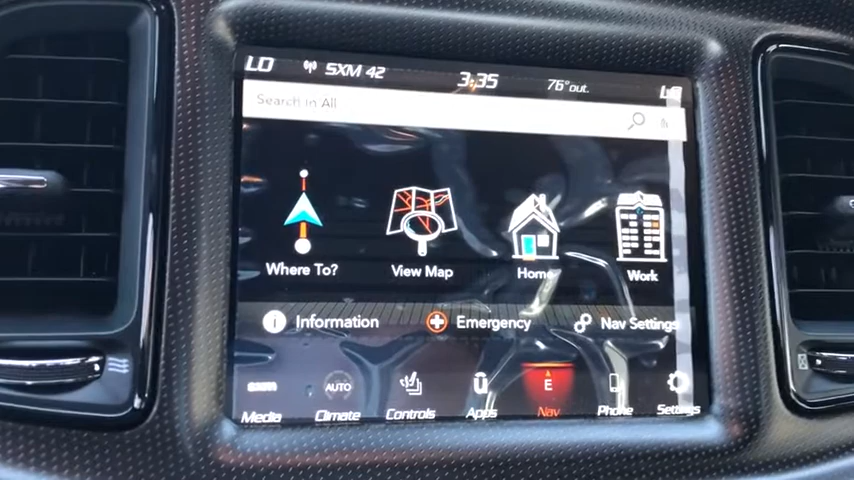 LO SXM 42 3:35 76°out. LO
Search in All
Where To? View Map Home Work
Information Emergency Nav Settings
AUTO E
Media Climate Controls Apps Nav Phone Settings